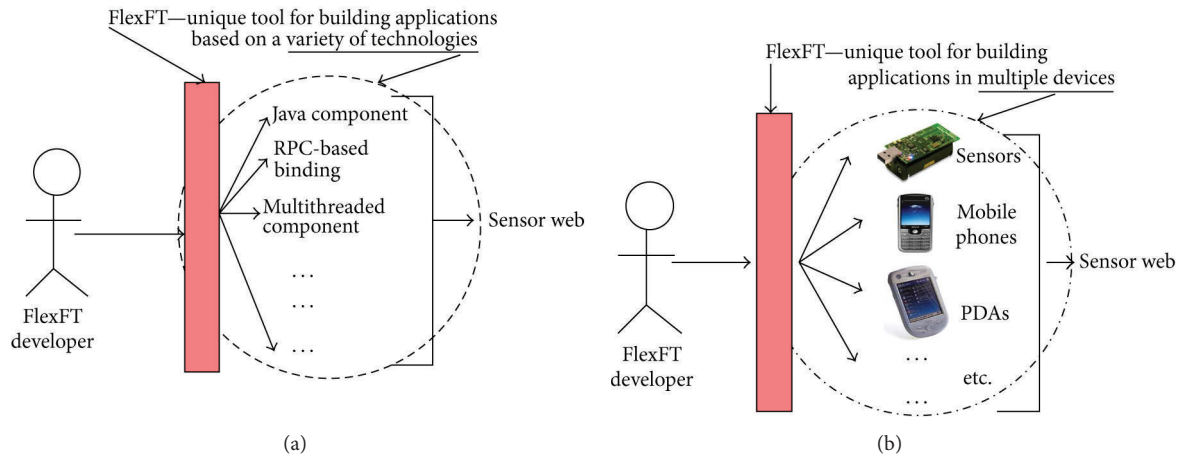 FlexFT—unique tool for building applications
based on a variety of technologies
Java component
RPC-based
binding
Multithreaded
component
...
...
...
Sensor web
FlexFT
developer
(a)
FlexFT—unique tool for building
applications in multiple devices
Sensors
Mobile
phones
PDAs
...
etc.
...
Sensor web
FlexFT
developer
(b)